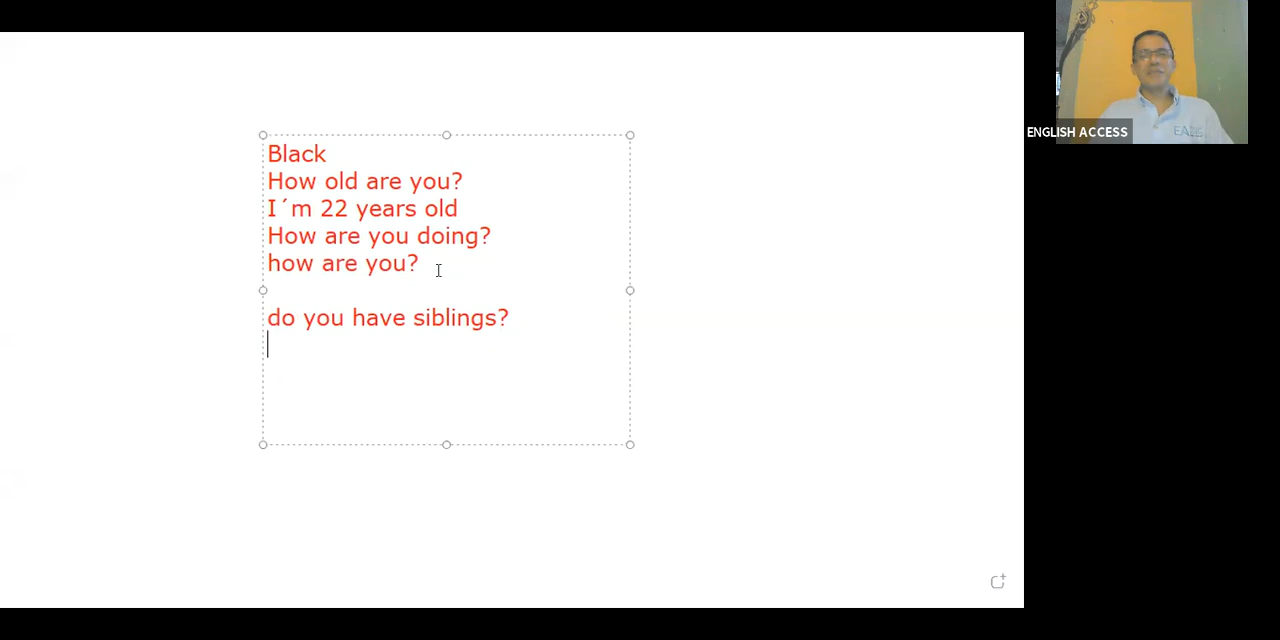 Black
How old are you?
I´m 22 years old
How are you doing?
how are you?
do you have siblings?
ENGLISH ACCESS